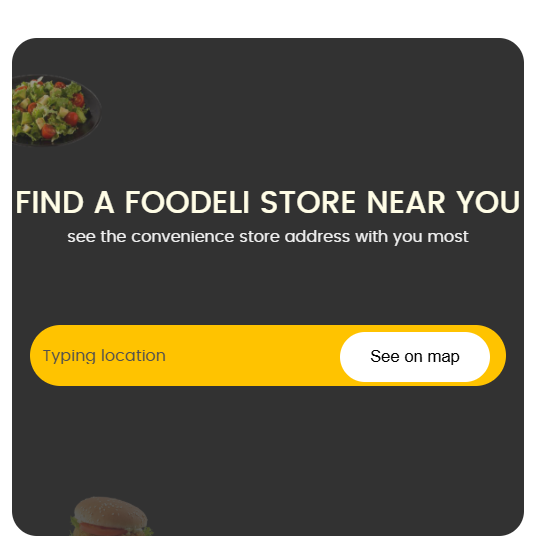 FIND A FOODELI STORE NEAR YOU
see the convenience store address with you most
Typing location
See on map